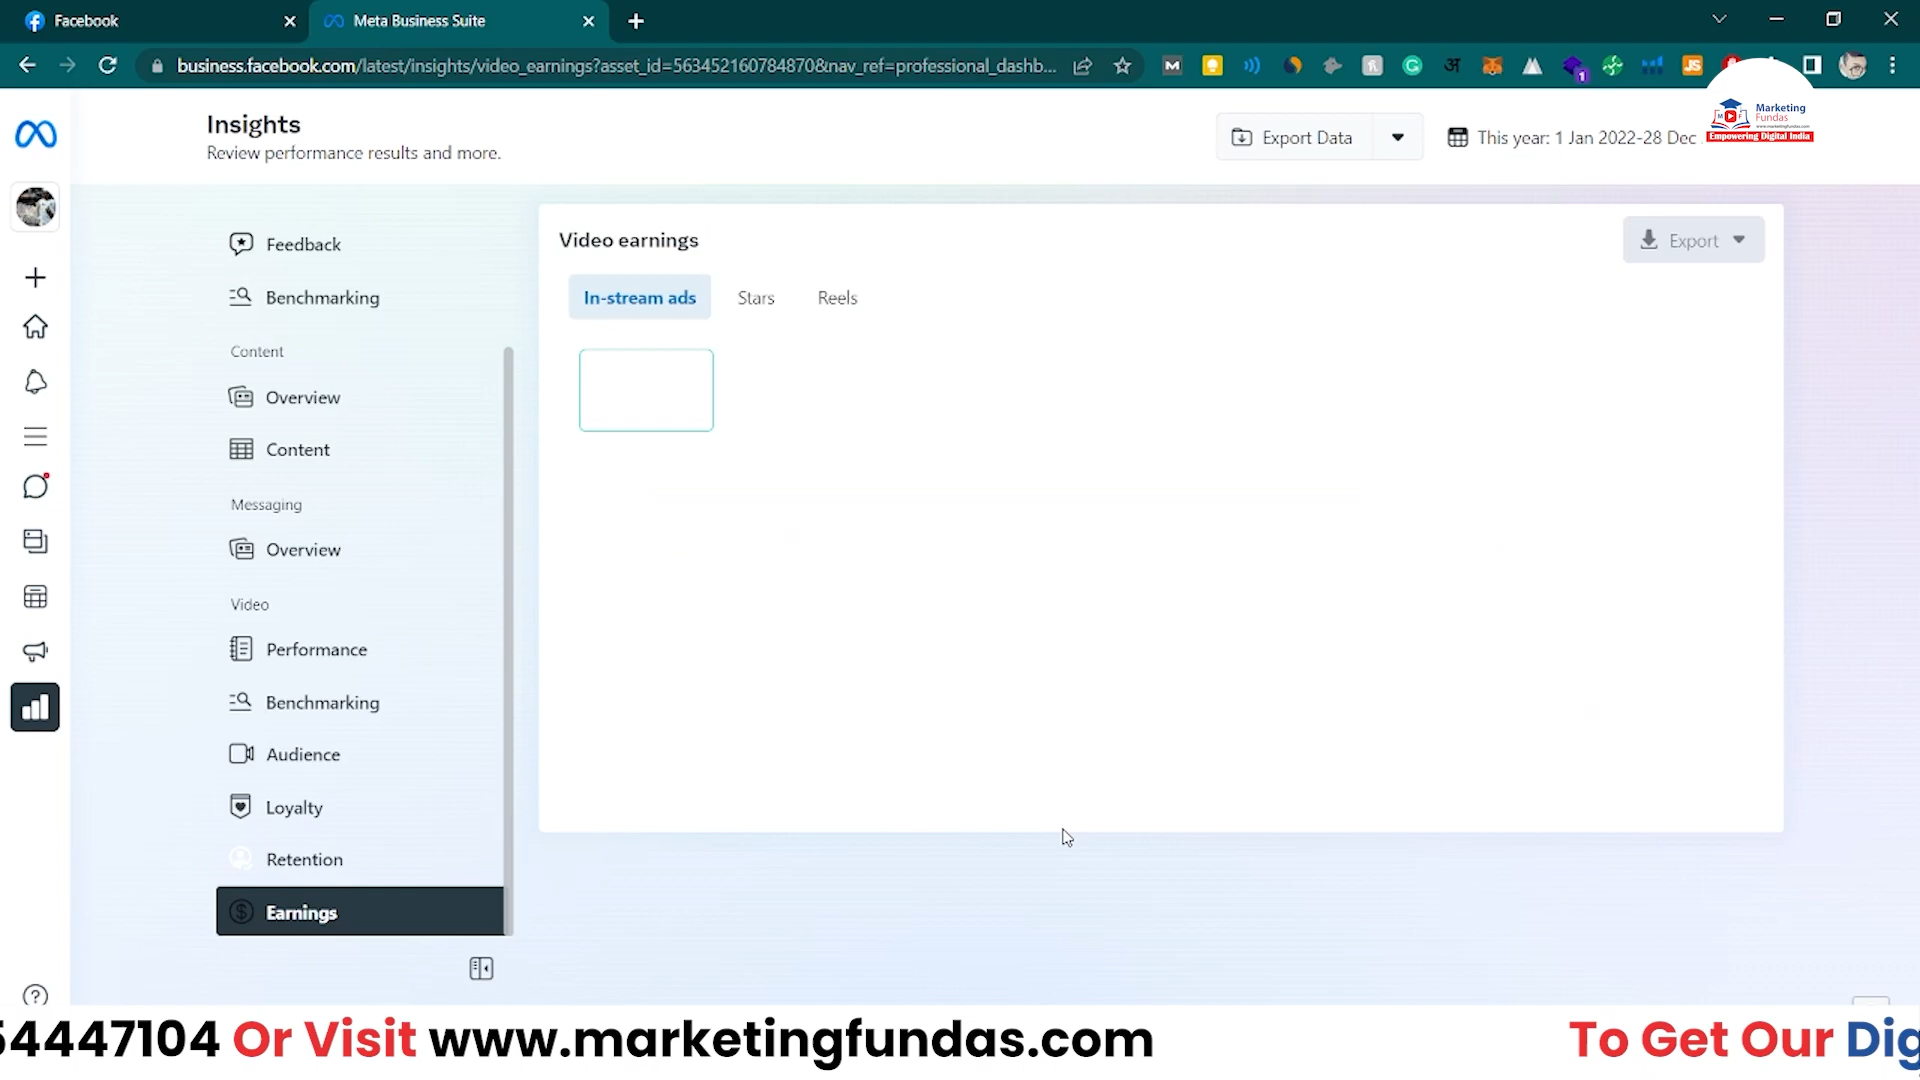 Facebook
Meta Business Suite
business.facebook.com/latest/insights/video_earnings?asset_id=563452160784870&nav_ref=professional_dashb...
Insights
Review performance results and more.
Export Data
This year: 1 Jan 2022-28 Dec
Marketing
Fundas
www.marketingfundas.com
Empowering Digital India
Feedback
Benchmarking
Content
Overview
Content
Messaging
Overview
Video
Performance
Benchmarking
Audience
Loyalty
Retention
Earnings
Video earnings
Export
In-stream ads
Stars
Reels
54447104 Or Visit www.marketingfundas.com
To Get Our Dig